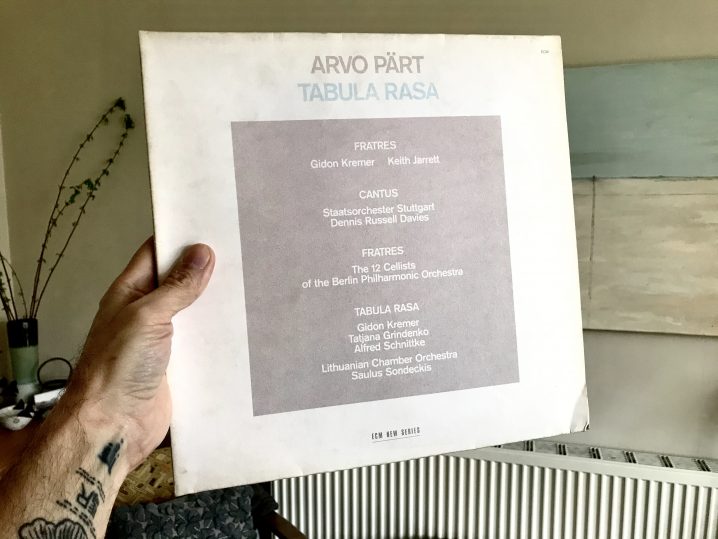 ARVO PÄRT
TABULA RASA
FRATRES
Gidon Kremer Keith Jarrett
CANTUS
Staatsorchester Stuttgart
Dennis Russell Davies
FRATRES
The 12 Cellists
of the Berlin Philharmonic Orchestra
TABULA RASA
Gidon Kremer
Tatjana Grindenko
Alfred Schnittke
Lithuanian Chamber Orchestra
Saulus Sondeckis
ECM NEW SERIES